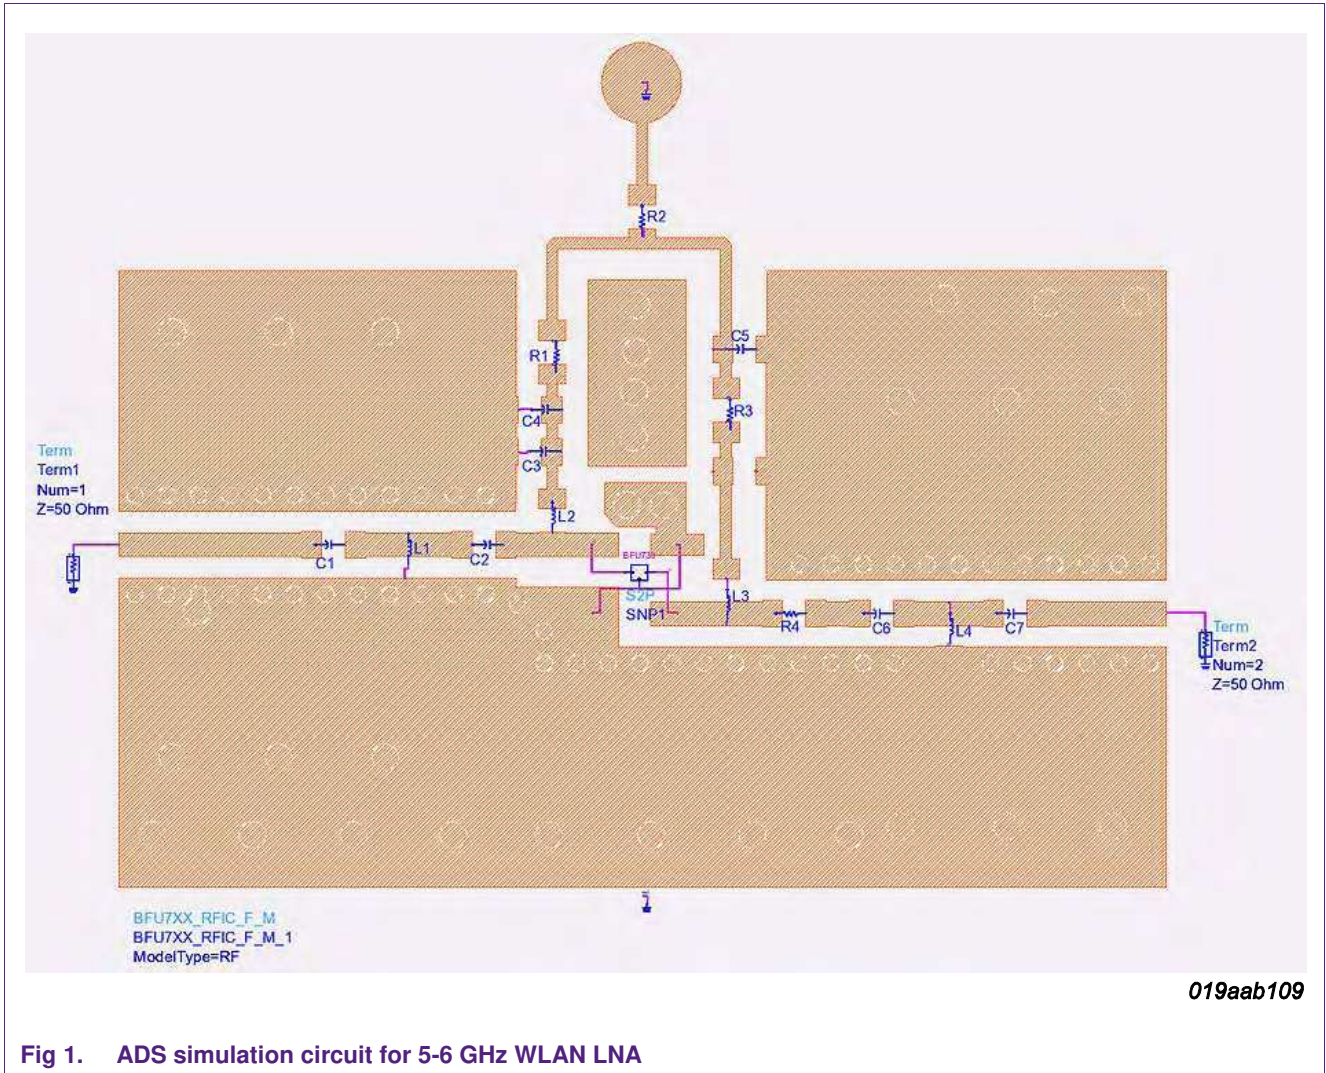 R2
C5
R1
R3
C4
C3
Term
Term1
Num=1
Z=50 Ohm
L2
C1
L1
C2
S2P
SNP1
L3
R4
C6
L4
C7
Term
Term2
Num=2
Z=50 Ohm
BFU7XX_RFIC_F_M
BFU7XX_RFIC_F_M_1
ModelType=RF
019aab109
Fig 1. ADS simulation circuit for 5-6 GHz WLAN LNA